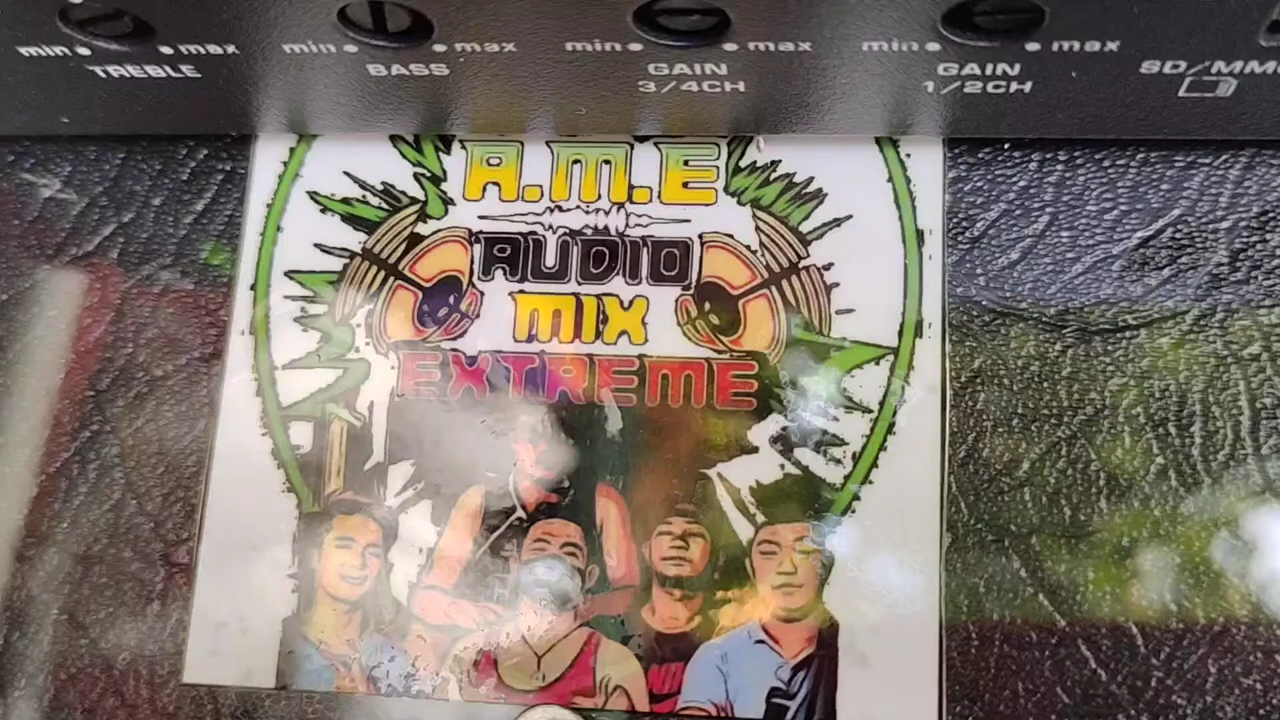 min max min max min max min max
TREBLE BASS GAIN 3/4CH GAIN 1/2CH SD/MMC
A.M.E
AUDIO
MIX
EXTREME